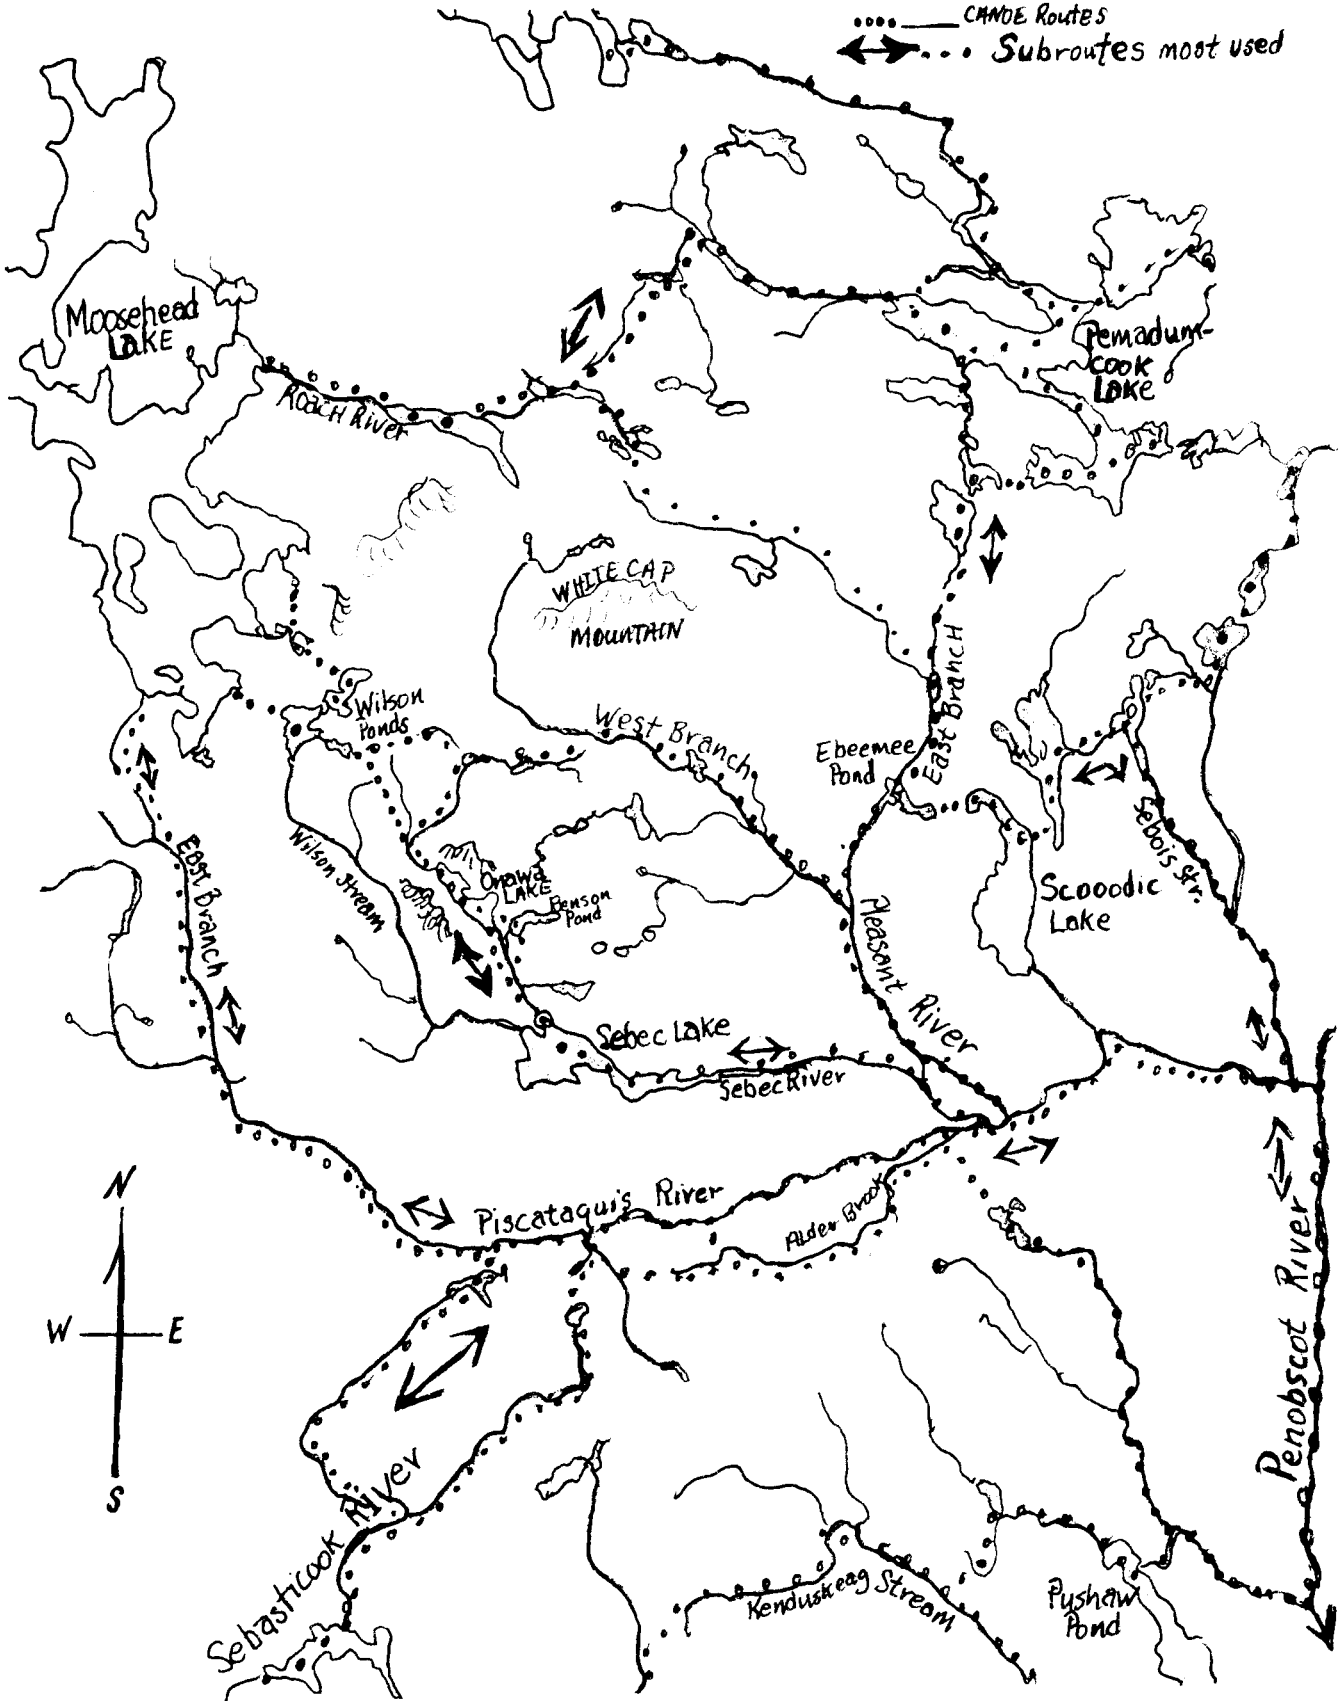 CANOE Routes
Subroutes most used
Moosehead
LAKE
ROACH RIVER
Pemadum-
COOK
LAKE
WHITE CAP
MOUNTAIN
Wilson
Ponds
West Branch
Ebeemee
Pond
East Branch
Sebois Str.
East Branch
Wilson Stream
Onawa
LAKE
Benson
Pond
Scooodic
Lake
Pleasant River
Sebec Lake
Sebec River
N
W E
S
Piscataquis River
Alder Brook
Penobscot River
Sebasticook River
Kenduskeag Stream
Pushaw
Pond